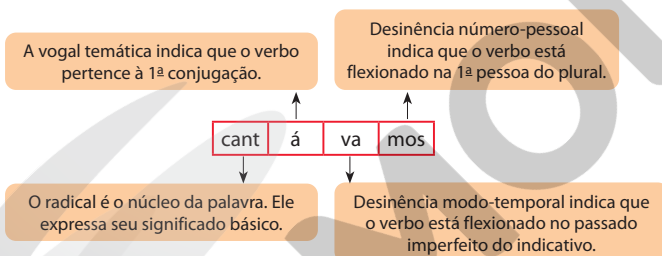 A vogal temática indica que o verbo
pertence à 1ª conjugação.
Desinência número-pessoal
indica que o verbo está
flexionado na 1ª pessoa do plural.
cant á va mos
O radical é o núcleo da palavra. Ele
expressa seu significado básico.
Desinência modo-temporal indica que
o verbo está flexionado no passado
imperfeito do indicativo.